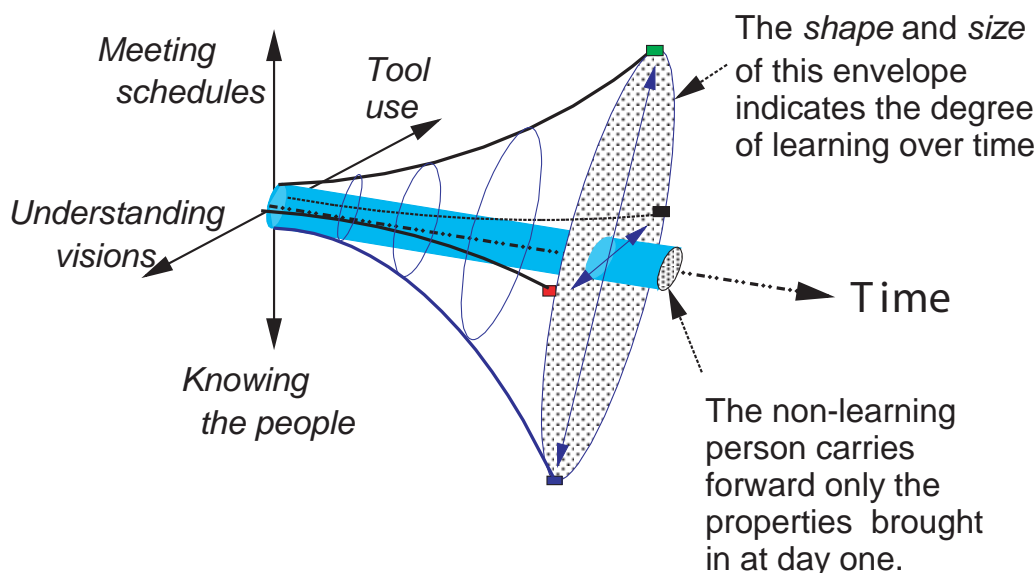 Meeting
schedules
Tool
use
The shape and size
of this envelope
indicates the degree
of learning over time
Understanding
visions
Time
Knowing
the people
The non-learning
person carries
forward only the
properties brought
in at day one.